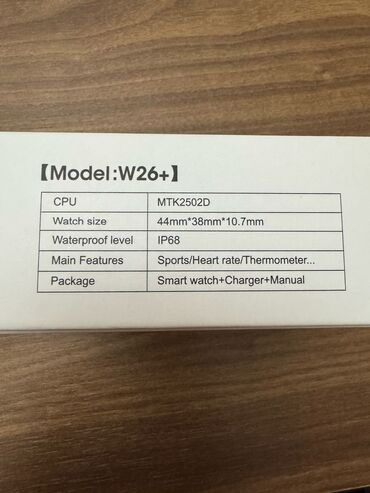 【Model:W26+】
CPU MTK2502D
Watch size 44mm*38mm*10.7mm
Waterproof level IP68
Main Features Sports/Heart rate/Thermometer...
Package Smart watch+Charger+Manual